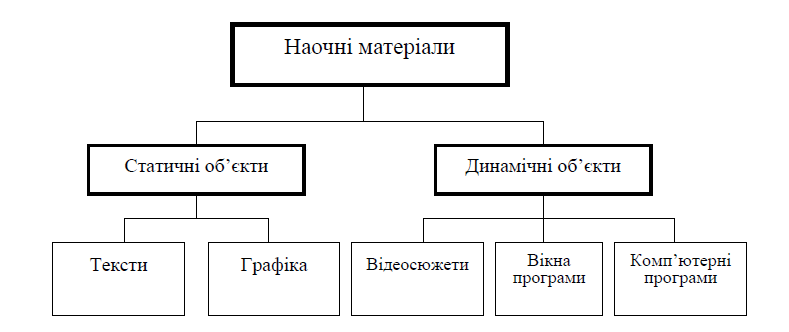 Наочні матеріали
Статичні об’єкти
Динамічні об’єкти
Тексти
Графіка
Відеосюжети
Вікна
програми
Комп’ютерні
програми